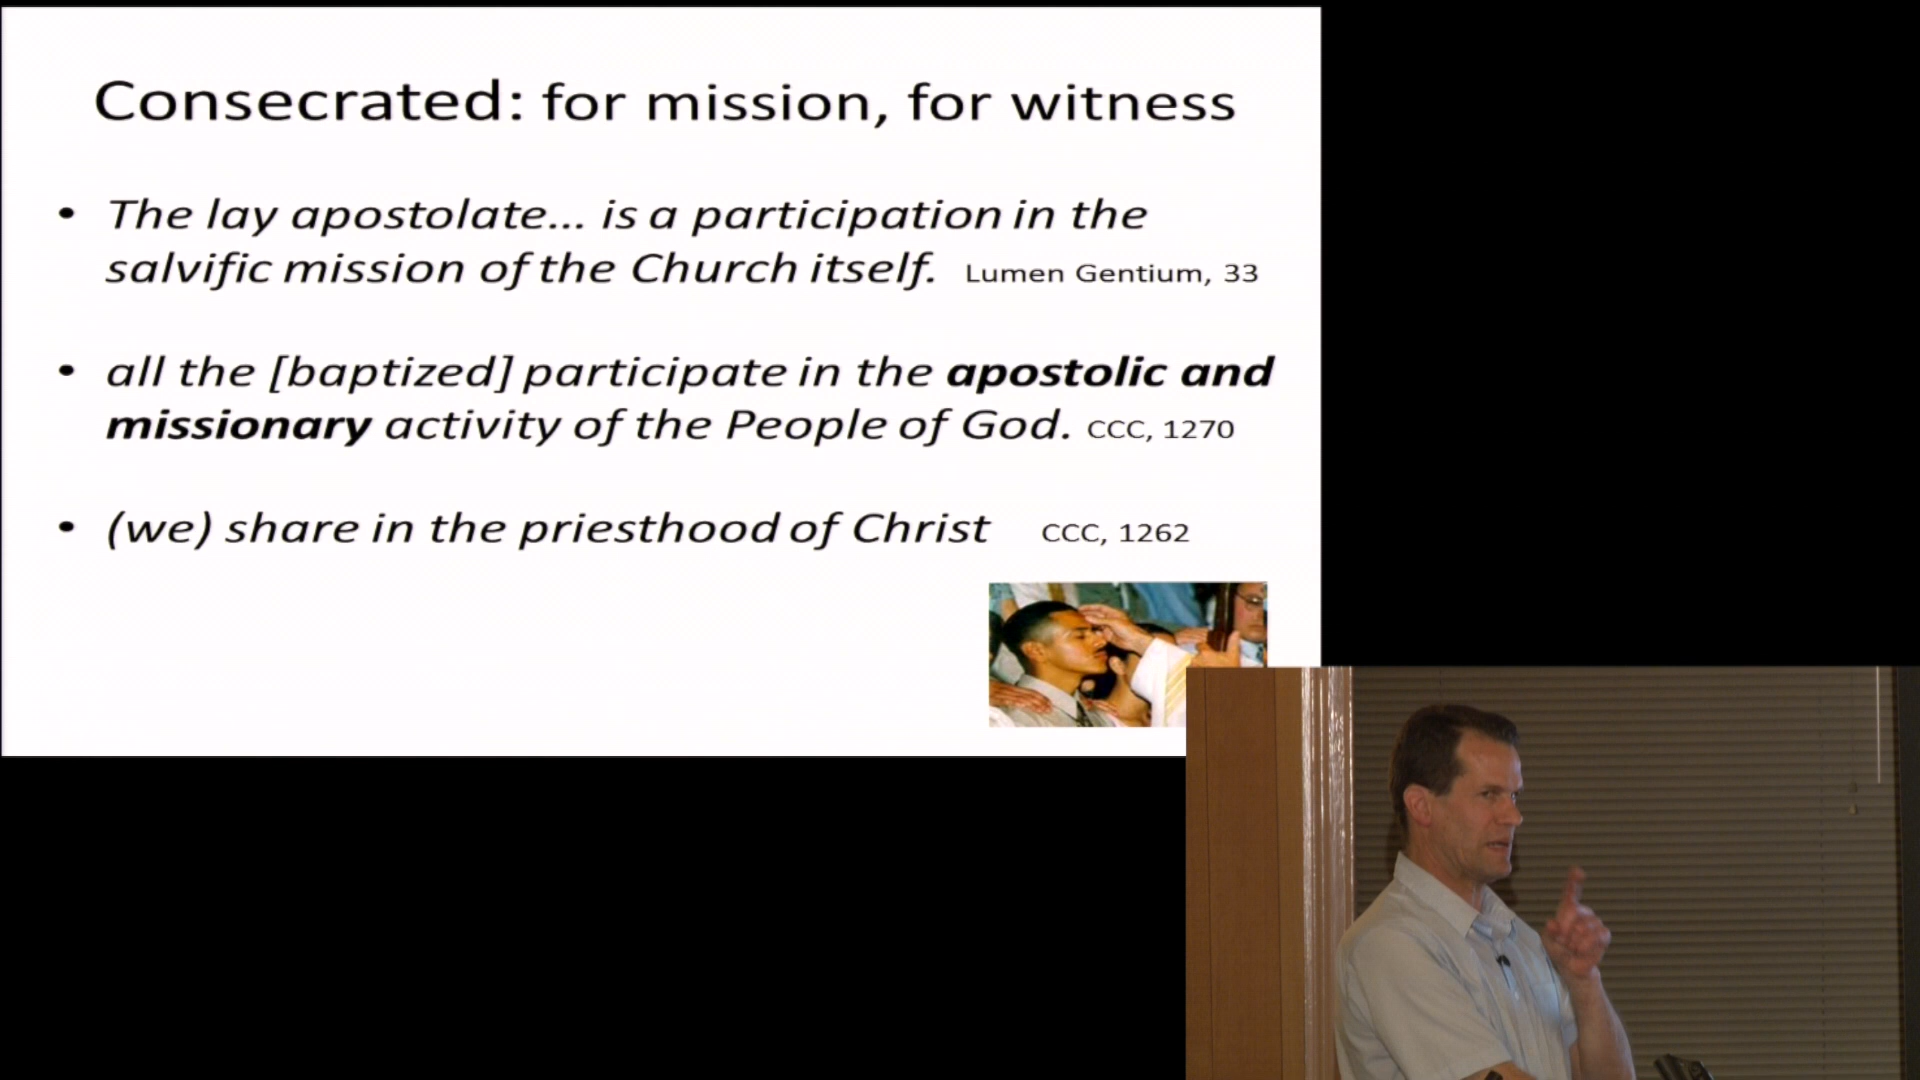 Consecrated: for mission, for witness
• The lay apostolate... is a participation in the
salvific mission of the Church itself. Lumen Gentium, 33
• all the [baptized] participate in the apostolic and
missionary activity of the People of God. CCC, 1270
• (we) share in the priesthood of Christ CCC, 1262